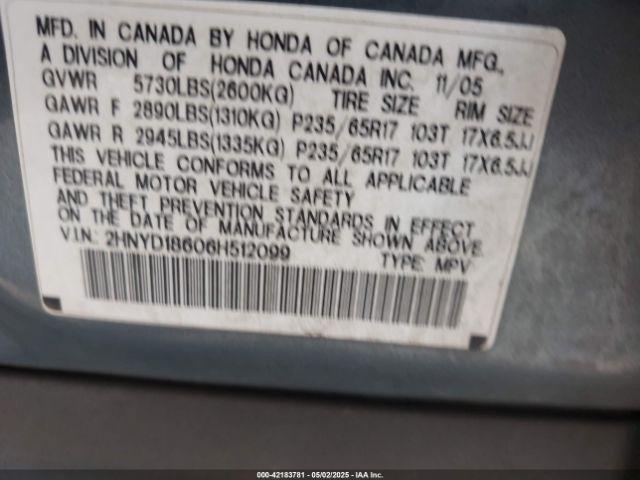 MFD. IN CANADA BY HONDA OF CANADA MFG.,
A DIVISION OF HONDA CANADA INC. 11/05
GVWR 5730LBS(2600KG) TIRE SIZE RIM SIZE
GAWR F 2890LBS(1310KG) P235/65R17 103T 17X6.5JJ
GAWR R 2945LBS(1335KG) P235/65R17 103T 17X6.5JJ
THIS VEHICLE CONFORMS TO ALL APPLICABLE
FEDERAL MOTOR VEHICLE SAFETY
AND THEFT PREVENTION STANDARDS IN EFFECT
ON THE DATE OF MANUFACTURE SHOWN ABOVE.
V.I.N.: 2HNYD18606H512099 TYPE: MPV
000-42183781 - 05/02/2025 - IAA Inc.